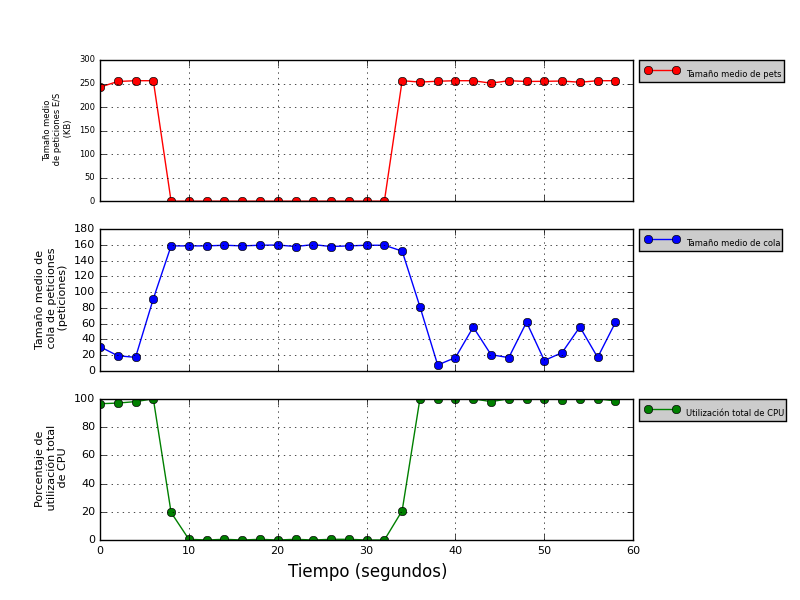 300
250
200
150
100
50
0
Tamaño medio
de peticiones E/S
(KB)
Tamaño medio de pets
180
160
140
120
100
80
60
40
20
0
Tamaño medio de
cola de peticiones
(peticiones)
Tamaño medio de cola
100
80
60
40
20
0
Porcentaje de
utilización total
de CPU
Utilización total de CPU
0 10 20 30 40 50 60
Tiempo (segundos)